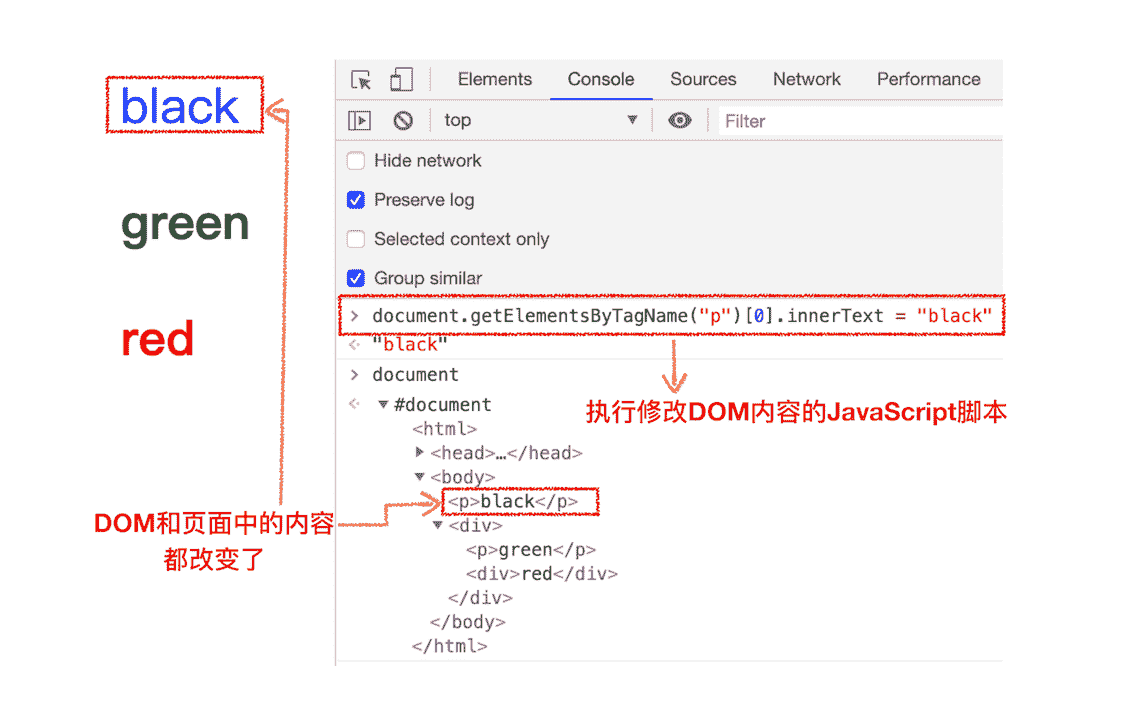 black
green
red
DOM和页面中的内容
都改变了
Elements Console Sources Network Performance
top Filter
Hide network
Preserve log
Selected context only
Group similar
> document.getElementsByTagName("p")[0].innerText = "black"
"black"
执行修改DOM内容的JavaScript脚本
> document
#document
<html>
<head>…</head>
<body>
<p>black</p>
<div>
<p>green</p>
<div>red</div>
</div>
</body>
</html>